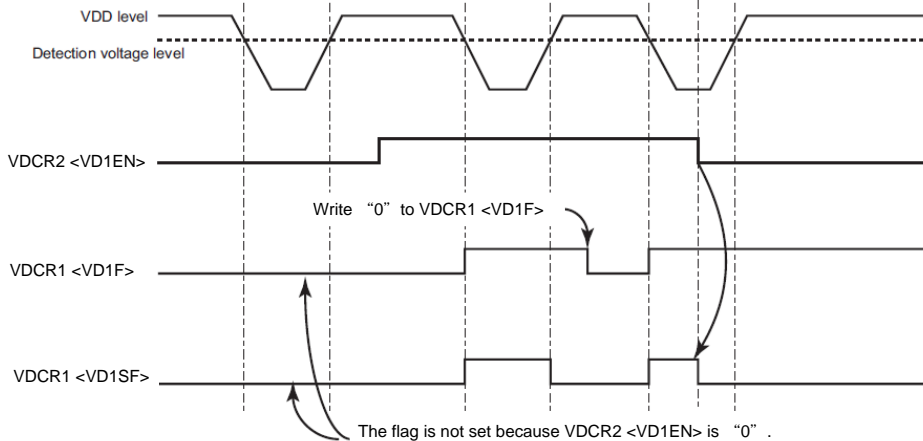 VDD level
Detection voltage level
VDCR2 <VD1EN>
Write “0” to VDCR1 <VD1F>
VDCR1 <VD1F>
VDCR1 <VD1SF>
The flag is not set because VDCR2 <VD1EN> is “0”.